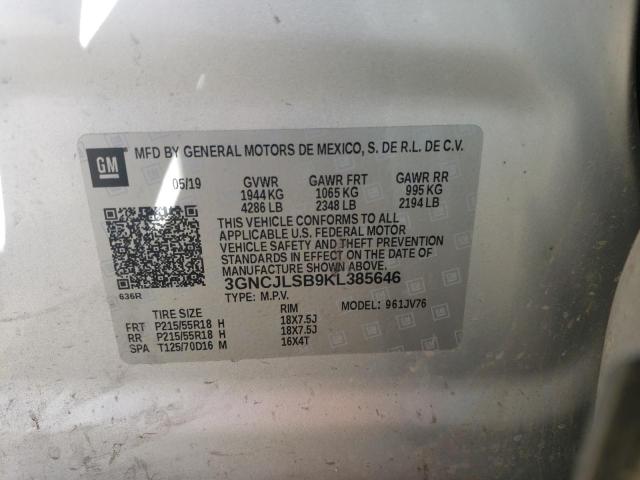 GM
MFD BY GENERAL MOTORS DE MEXICO, S. DE R.L. DE C.V.
05/19 GVWR GAWR FRT GAWR RR
1944 KG 1065 KG 995 KG
4286 LB 2348 LB 2194 LB
THIS VEHICLE CONFORMS TO ALL
APPLICABLE U.S. FEDERAL MOTOR
VEHICLE SAFETY AND THEFT PREVENTION
STANDARDS IN EFFECT ON THE DATE OF
MANUFACTURE SHOWN ABOVE.
636R 3GNCJLSB9KL385646
TYPE: M.P.V. MODEL: 961JV76
TIRE SIZE RIM
FRT P215/55R18 H 18X7.5J
RR P215/55R18 H 18X7.5J
SPA T125/70D16 M 16X4T